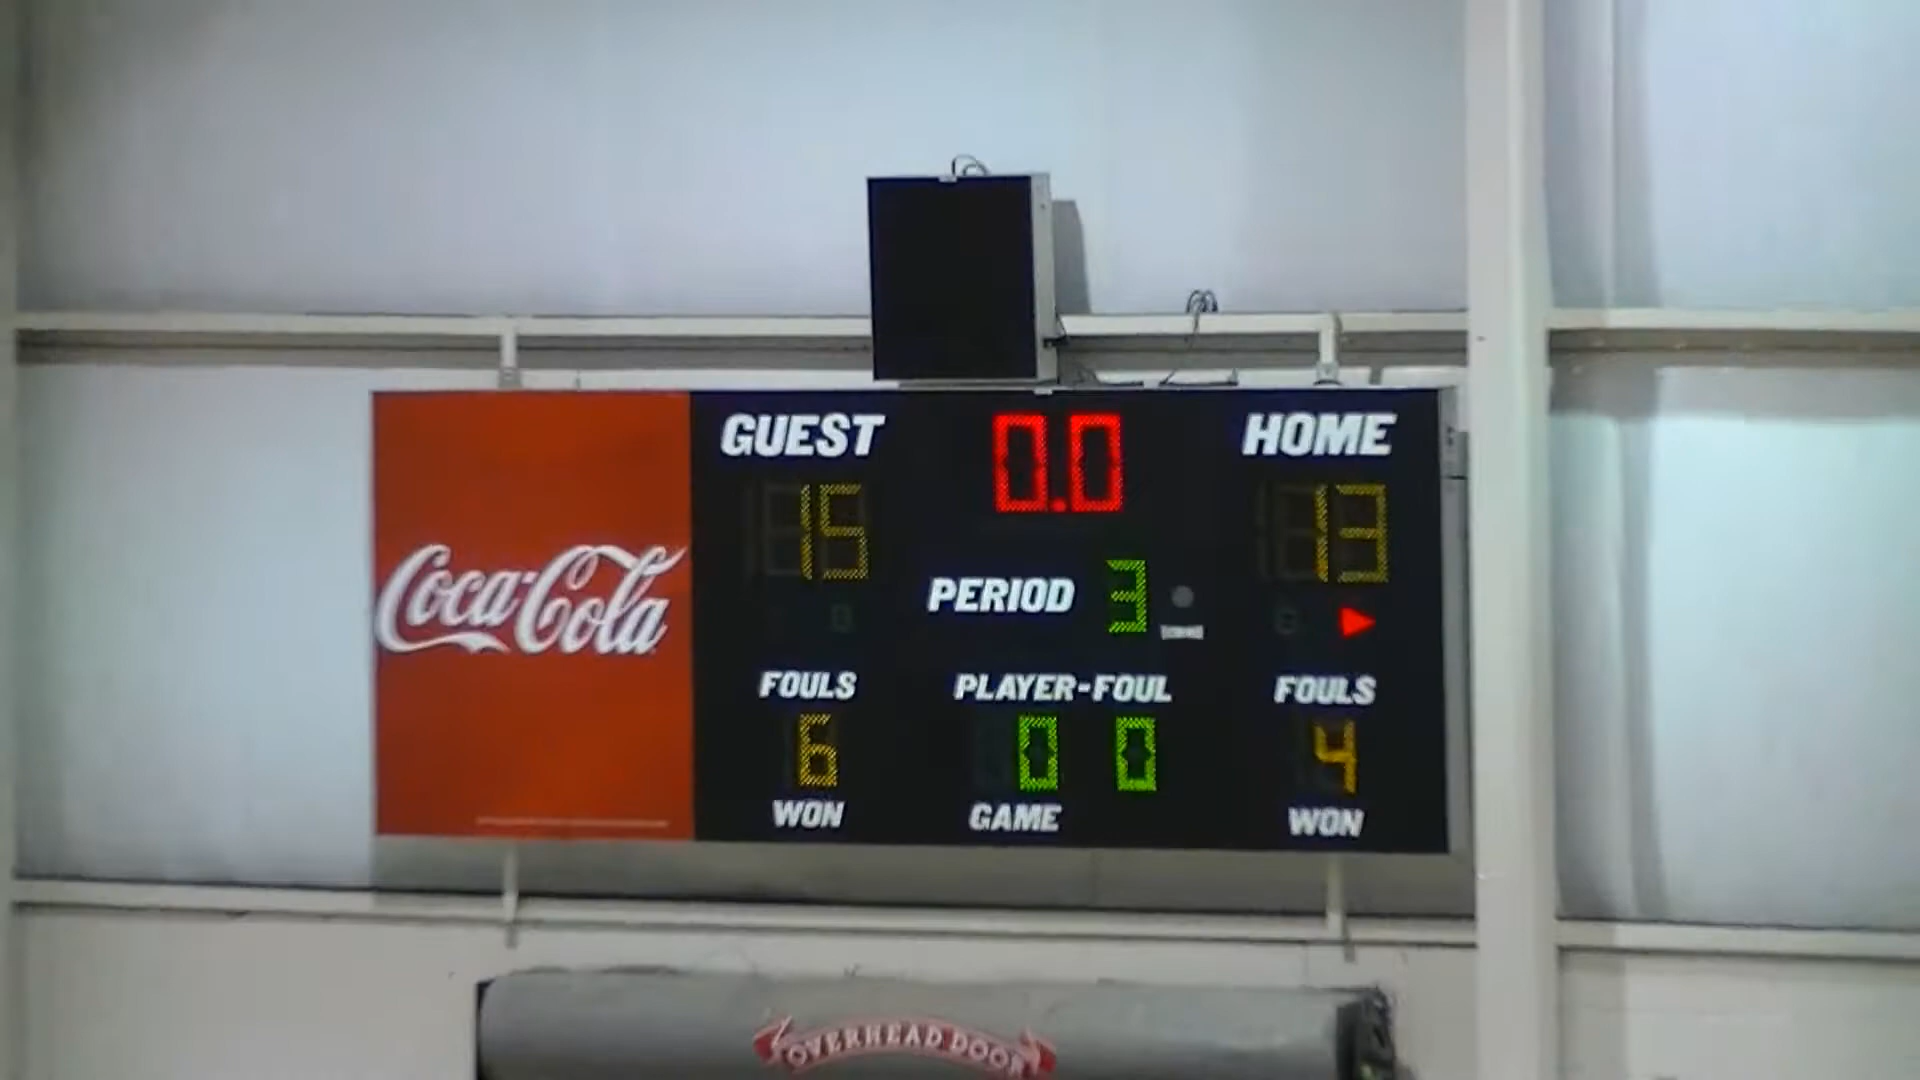 GUEST 0.0 HOME
15 13
Coca-Cola
PERIOD 3
FOULS PLAYER-FOUL FOULS
6 0 0 4
WON GAME WON
OVERHEAD DOOR